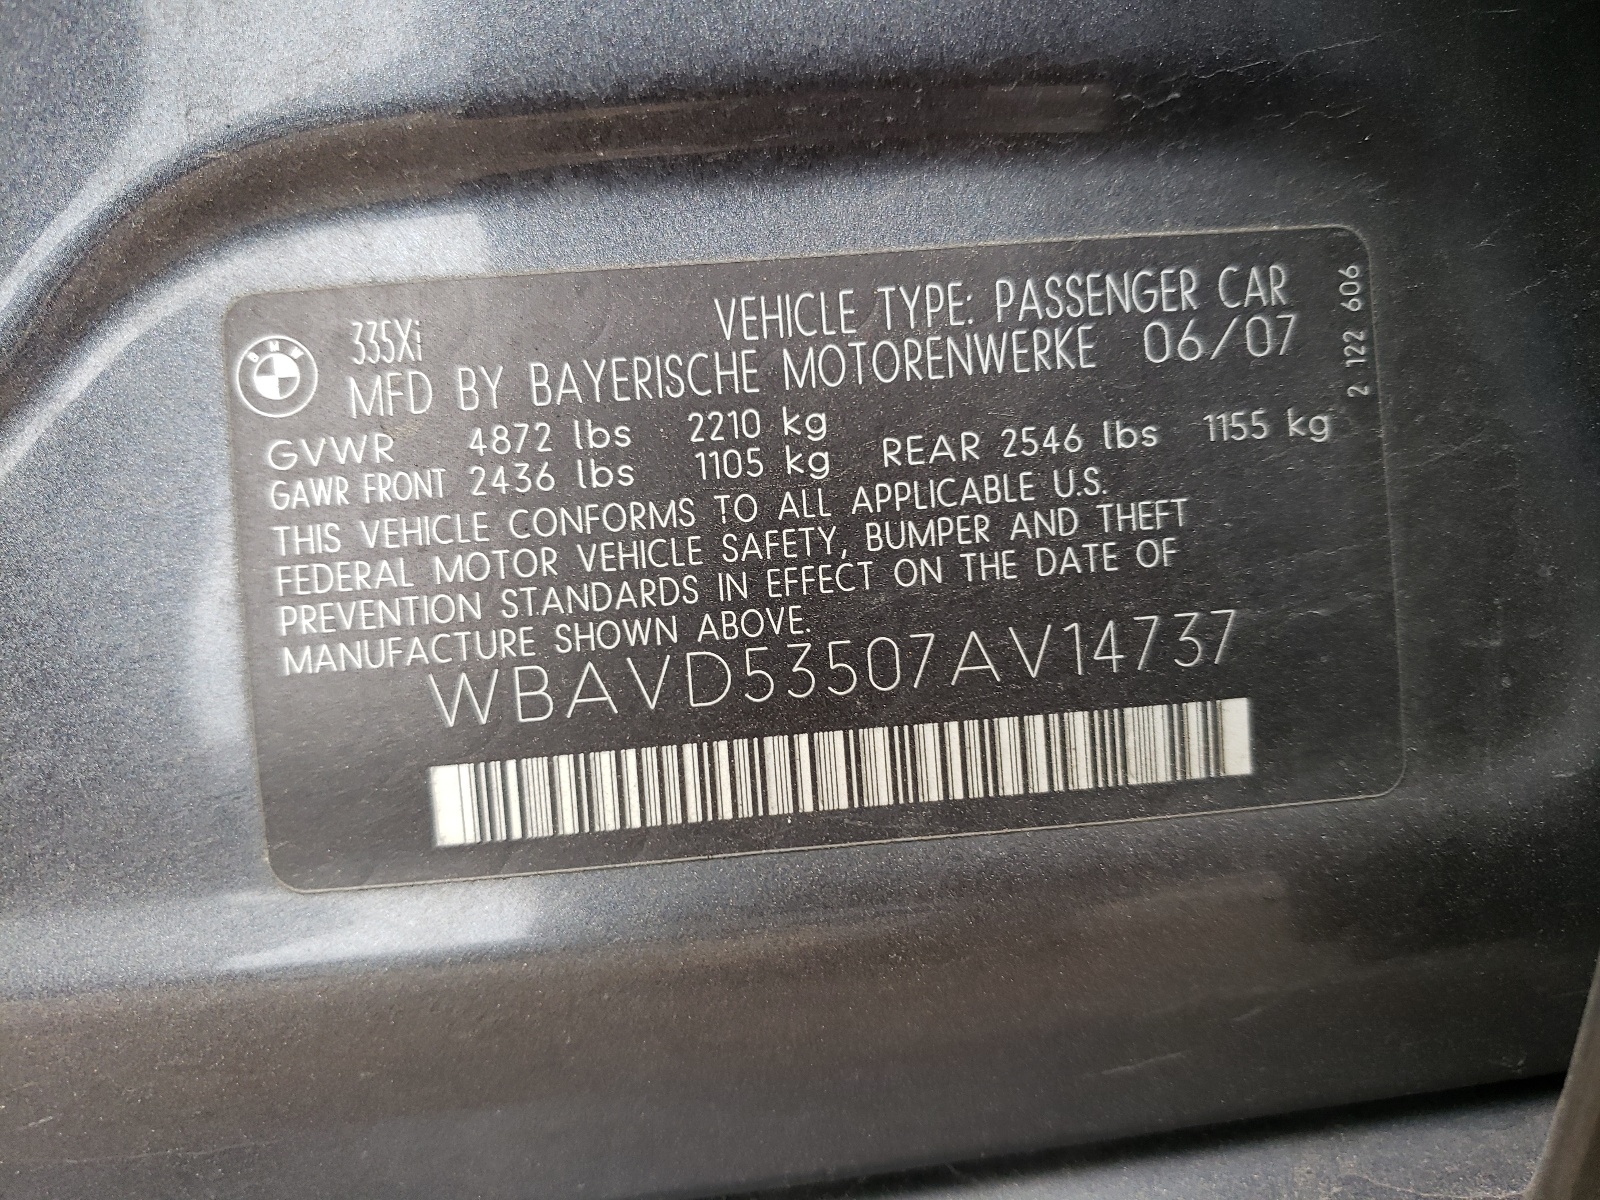 BMW
335Xi VEHICLE TYPE: PASSENGER CAR
MFD BY BAYERISCHE MOTORENWERKE 06/07
GVWR 4872 lbs 2210 kg
GAWR FRONT 2436 lbs 1105 kg REAR 2546 lbs 1155 kg
THIS VEHICLE CONFORMS TO ALL APPLICABLE U.S.
FEDERAL MOTOR VEHICLE SAFETY, BUMPER AND THEFT
PREVENTION STANDARDS IN EFFECT ON THE DATE OF
MANUFACTURE SHOWN ABOVE.
WBAVD53507AV14737
2 122 606